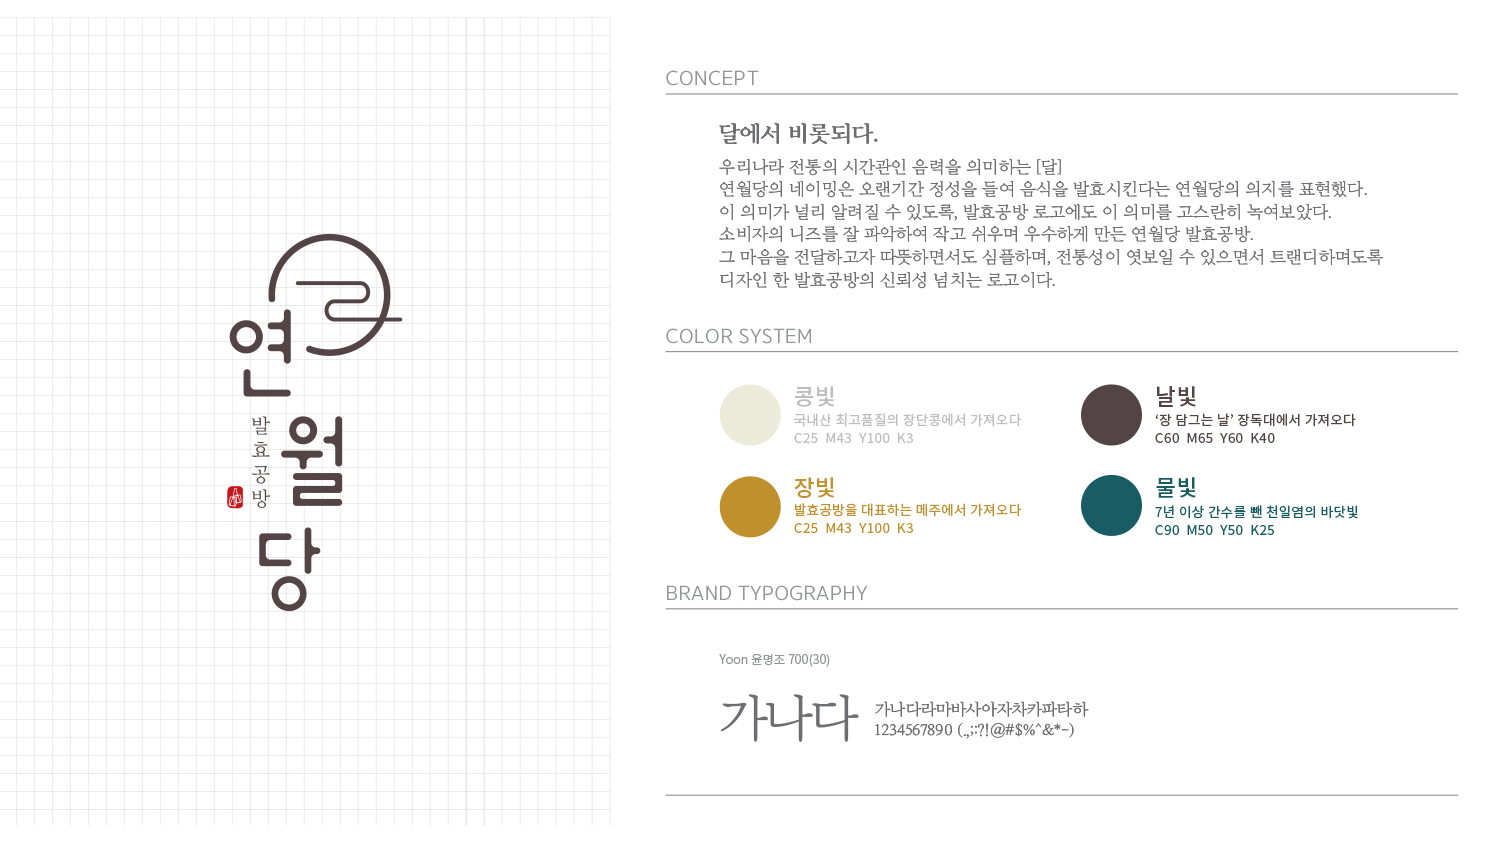 연월당
발효공방
CONCEPT
달에서 비롯되다.
우리나라 전통의 시간관인 음력을 의미하는 [달]
연월당의 네이밍은 오랜기간 정성을 들여 음식을 발효시킨다는 연월당의 의지를 표현했다.
이 의미가 널리 알려질 수 있도록, 발효공방 로고에도 이 의미를 고스란히 녹여보았다.
소비자의 니즈를 잘 파악하여 작고 쉬우며 우수하게 만든 연월당 발효공방.
그 마음을 전달하고자 따뜻하면서도 심플하며, 전통성이 엿보일 수 있으면서 트랜디하며도록
디자인 한 발효공방의 신뢰성 넘치는 로고이다.
COLOR SYSTEM
콩빛
국내산 최고품질의 장단콩에서 가져오다
C25 M43 Y100 K3
날빛
‘장 담그는 날’ 장독대에서 가져오다
C60 M65 Y60 K40
장빛
발효공방을 대표하는 메주에서 가져오다
C25 M43 Y100 K3
물빛
7년 이상 간수를 뺀 천일염의 바닷빛
C90 M50 Y50 K25
BRAND TYPOGRAPHY
Yoon 윤명조 700(30)
가나다
가나다라마바사아자차카파타하
1234567890 (.,;:?!@#$%^&*-)